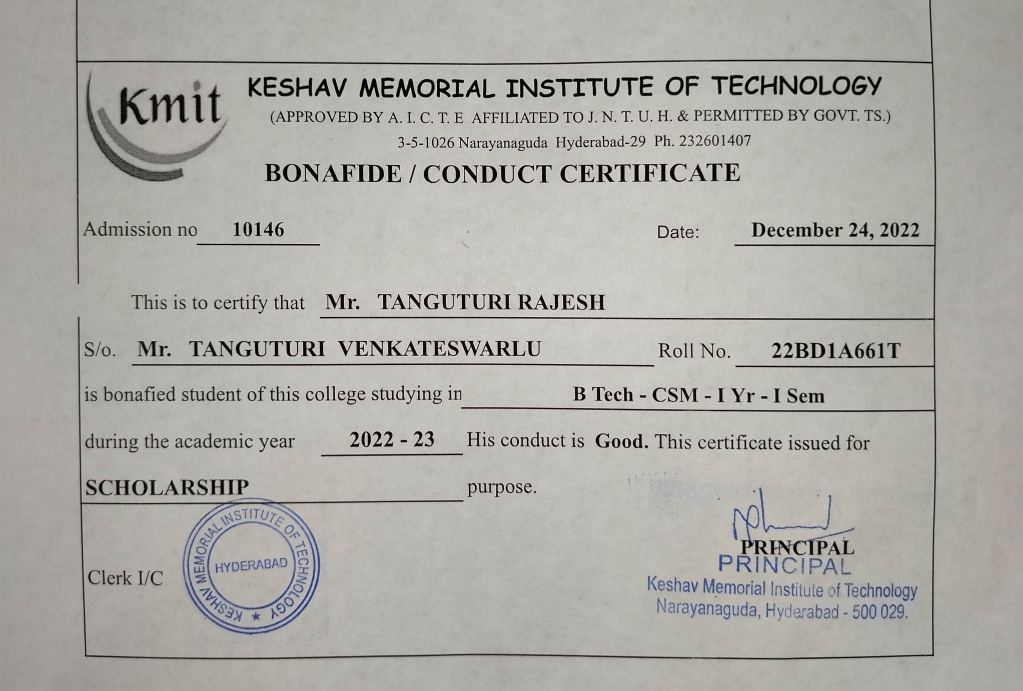 Kmit
KESHAV MEMORIAL INSTITUTE OF TECHNOLOGY
(APPROVED BY A. I. C. T. E AFFILIATED TO J. N. T. U. H. & PERMITTED BY GOVT. TS.)
3-5-1026 Narayanaguda Hyderabad-29 Ph. 232601407
BONAFIDE / CONDUCT CERTIFICATE
Admission no 10146 Date: December 24, 2022
This is to certify that Mr. TANGUTURI RAJESH
S/o. Mr. TANGUTURI VENKATESWARLU Roll No. 22BD1A661T
is bonafied student of this college studying in B Tech - CSM - I Yr - I Sem
during the academic year 2022 - 23 His conduct is Good. This certificate issued for
SCHOLARSHIP purpose.
Clerk I/C
KESHAV MEMORIAL INSTITUTE OF TECHNOLOGY ★
HYDERABAD
PRINCIPAL
PRINCIPAL
Keshav Memorial Institute of Technology
Narayanaguda, Hyderabad - 500 029.